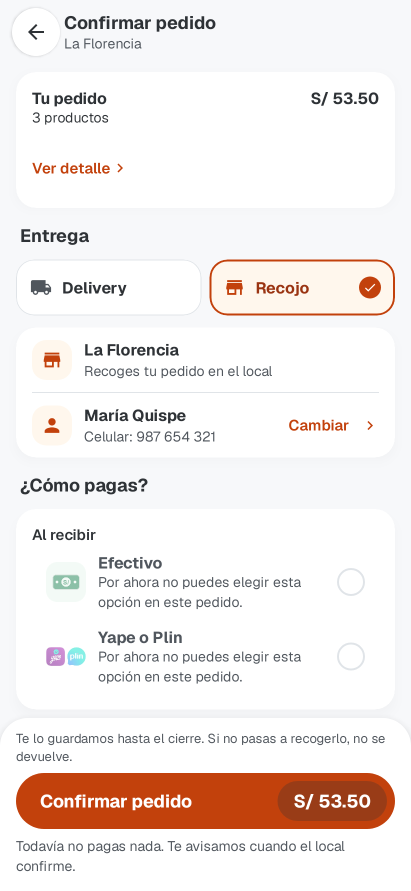 Confirmar pedido
La Florencia
Tu pedido
S/ 53.50
3 productos
Ver detalle
Entrega
Delivery
Recojo
La Florencia
Recoges tu pedido en el local
María Quispe
Celular: 987 654 321
Cambiar
¿Cómo pagas?
Al recibir
Efectivo
Por ahora no puedes elegir esta
opción en este pedido.
Yape o Plin
plin
Por ahora no puedes elegir esta
opción en este pedido.
Te lo guardamos hasta el cierre. Si no pasas a recogerlo, no se
devuelve.
Confirmar pedido
S/ 53.50
Todavía no pagas nada. Te avisamos cuando el local
confirme.